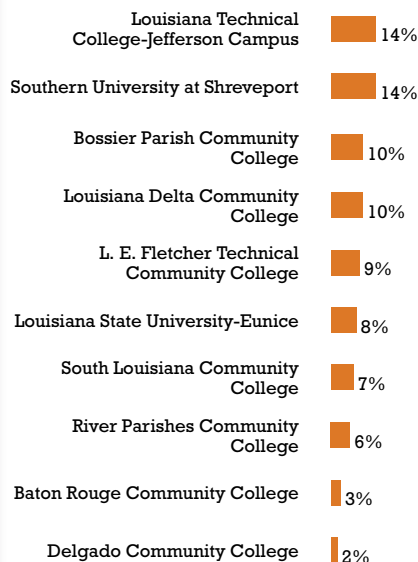 Louisiana Technical
College-Jefferson Campus
14%
Southern University at Shreveport
14%
Bossier Parish Community
College
10%
Louisiana Delta Community
College
10%
L. E. Fletcher Technical
Community College
9%
Louisiana State University-Eunice
8%
South Louisiana Community
College
7%
River Parishes Community
College
6%
Baton Rouge Community College
3%
Delgado Community College
2%